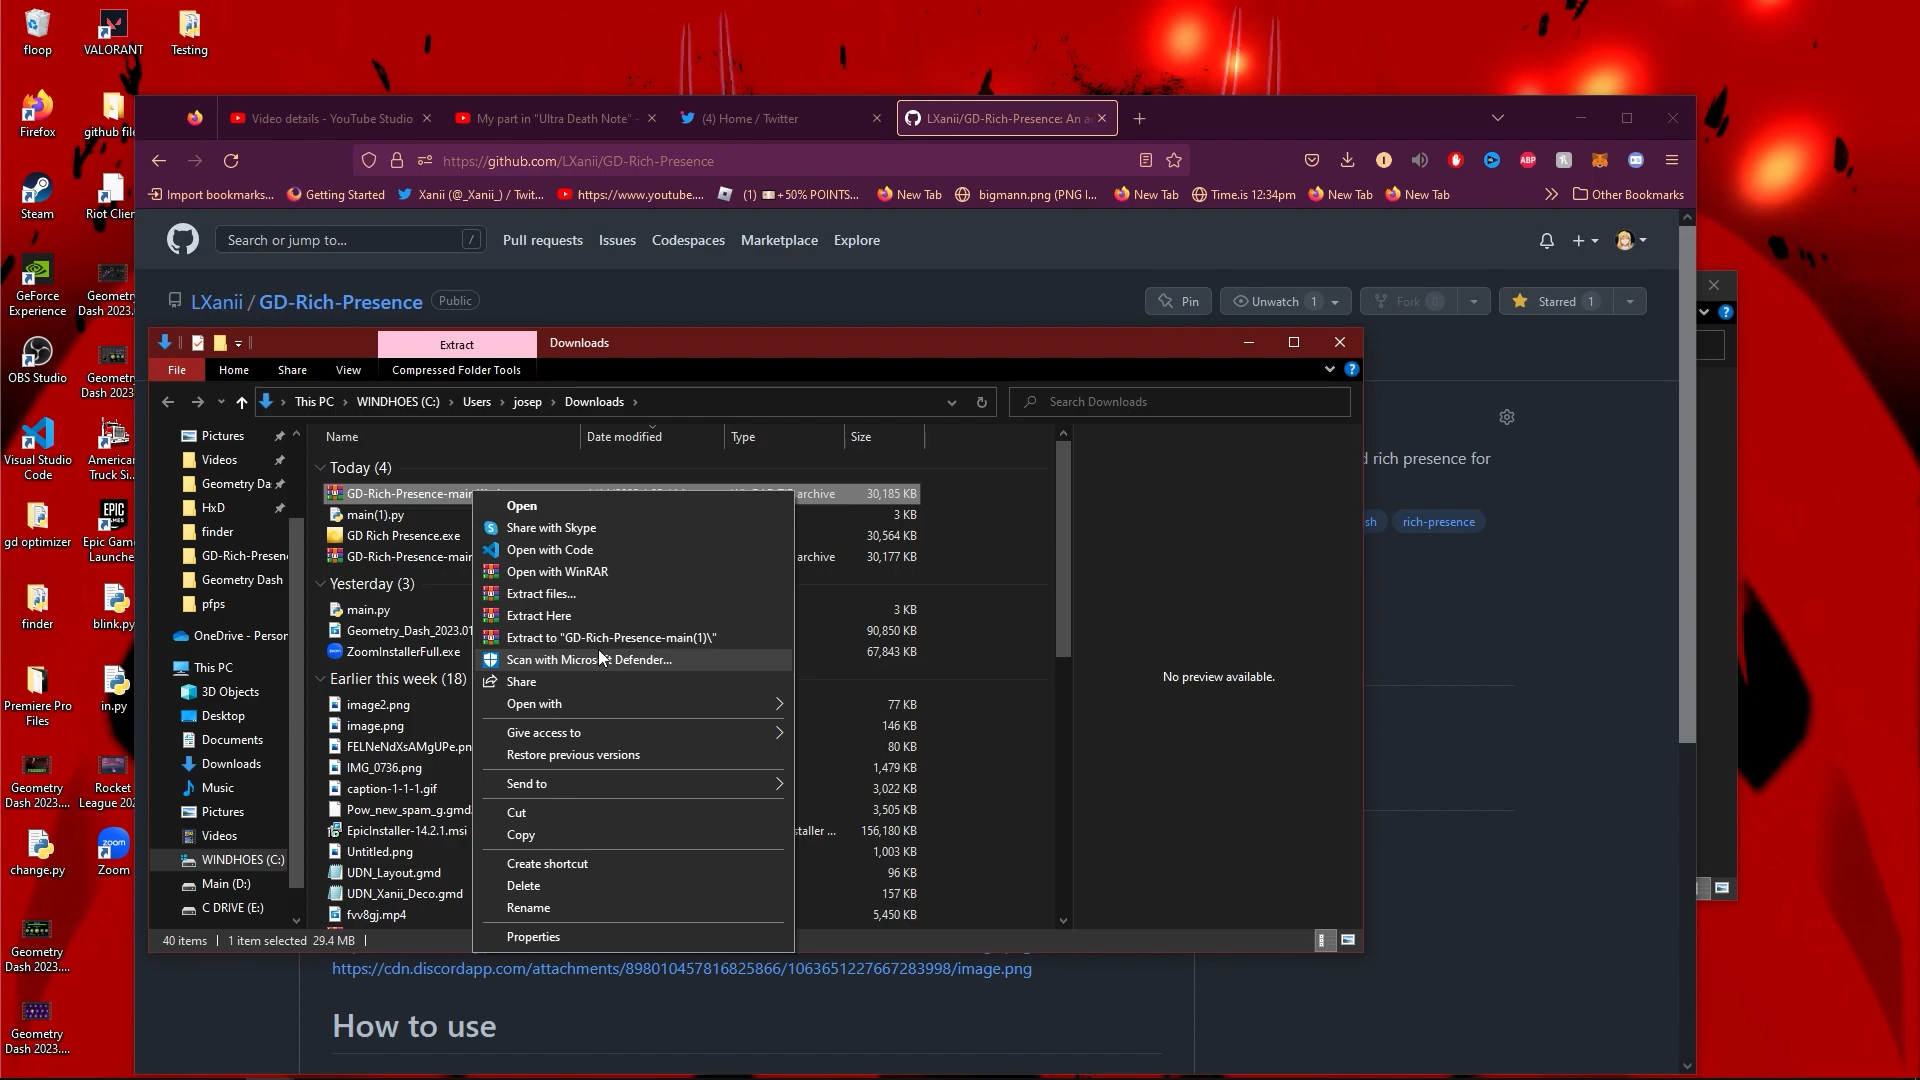 floop
VALORANT
Testing
Firefox
github file
Steam
Riot Clien
GeForce
Experience
Geometry
Dash 2023....
OBS Studio
Geometry
Dash 2023....
Visual Studio
Code
American
Truck Si...
gd optimizer
EPIC
GAMES
Epic Games
Launcher
finder
blink.py
Premiere Pro
Files
in.py
Geometry
Dash 2023....
Rocket
League 202
change.py
zoom
Zoom
Geometry
Dash 2023....
Geometry
Dash 2023....
Video details - YouTube Studio
My part in "Ultra Death Note" -
(4) Home / Twitter
LXanii/GD-Rich-Presence: An a
https://github.com/LXanii/GD-Rich-Presence
ABP
Import bookmarks...
Getting Started
Xanii (@_Xanii_) / Twit...
https://www.youtube....
(1) +50% POINTS...
New Tab
bigmann.png (PNG I...
New Tab
Time.is 12:34pm
New Tab
New Tab
Other Bookmarks
Search or jump to...
/
Pull requests
Issues
Codespaces
Marketplace
Explore
LXanii / GD-Rich-Presence
Public
Pin
Unwatch 1
Fork 0
Starred 1
Extract
Downloads
File
Home
Share
View
Compressed Folder Tools
This PC
WINDHOES (C:)
Users
josep
Downloads
Search Downloads
Pictures
Videos
Geometry Da
HxD
finder
GD-Rich-Presen
Geometry Dash
pfps
OneDrive - Person
This PC
3D Objects
Desktop
Documents
Downloads
Music
Pictures
Videos
WINDHOES (C:)
Main (D:)
C DRIVE (E:)
Name
Date modified
Type
Size
Today (4)
GD-Rich-Presence-main
archive
30,185 KB
main(1).py
3 KB
GD Rich Presence.exe
30,564 KB
GD-Rich-Presence-main
archive
30,177 KB
Yesterday (3)
main.py
3 KB
Geometry_Dash_2023.01
90,850 KB
ZoomInstallerFull.exe
67,843 KB
Earlier this week (18)
image2.png
77 KB
image.png
146 KB
FELNeNdXsAMgUPe.pn
80 KB
IMG_0736.png
1,479 KB
caption-1-1-1.gif
3,022 KB
Pow_new_spam_g.gmd
3,505 KB
EpicInstaller-14.2.1.msi
staller ...
156,180 KB
Untitled.png
1,003 KB
UDN_Layout.gmd
96 KB
UDN_Xanii_Deco.gmd
157 KB
fvv8gj.mp4
5,450 KB
Open
Share with Skype
Open with Code
Open with WinRAR
Extract files...
Extract Here
Extract to "GD-Rich-Presence-main(1)\"
Scan with Microsoft Defender...
Share
Open with
Give access to
Restore previous versions
Send to
Cut
Copy
Create shortcut
Delete
Rename
Properties
No preview available.
40 items
1 item selected 29.4 MB
d rich presence for
sh
rich-presence
https://cdn.discordapp.com/attachments/898010457816825866/1063651227667283998/image.png
How to use